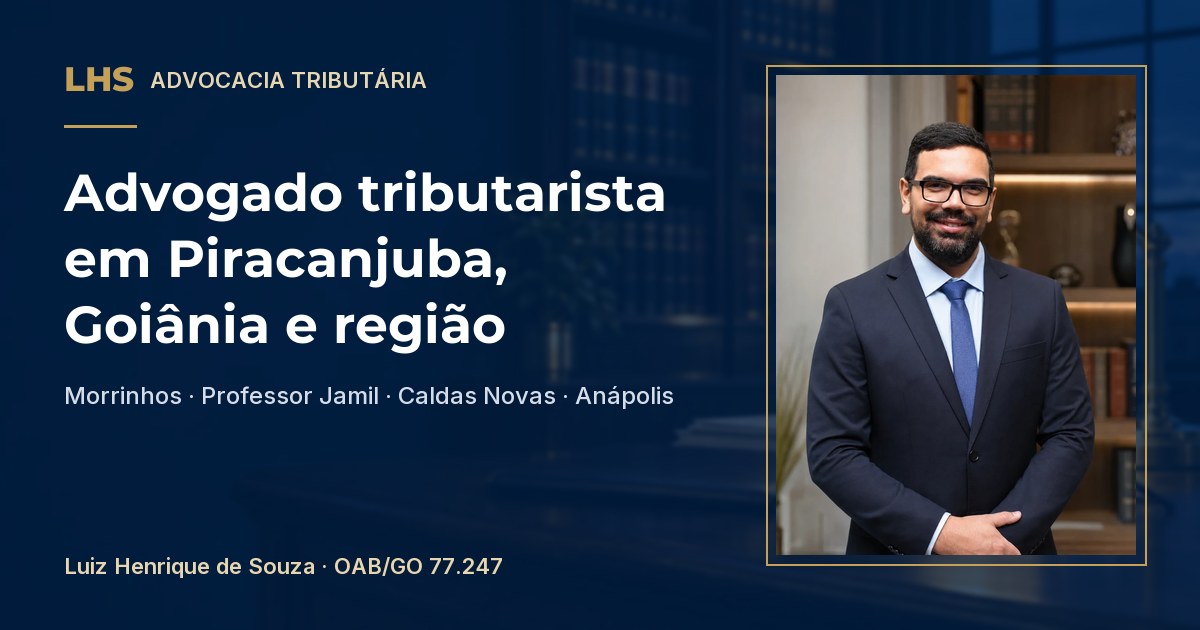 LHS ADVOCACIA TRIBUTÁRIA
Advogado tributarista
em Piracanjuba,
Goiânia e região
Morrinhos · Professor Jamil · Caldas Novas · Anápolis
Luiz Henrique de Souza · OAB/GO 77.247